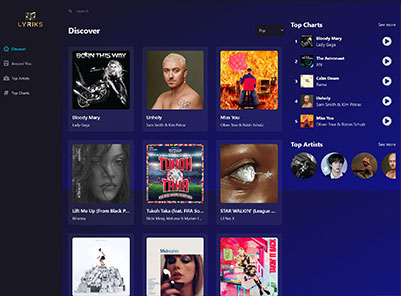 LYRIKS
search
Discover
Around You
Top Artists
Top Charts
Discover
Pop
BORN THIS WAY
Bloody Mary
Lady Gaga
Unholy
Sam Smith & Kim Petras
Miss You
Oliver Tree & Robin Schulz
TUKOH
TAKA
Lift Me Up (From Black P...
Rihanna
Tukoh Taka (feat. FIFA So...
Nicki Minaj, Maluma & Myriam F...
STAR WALKIN' (League ...
Lil Nas X
Midnights
TAKIN' IT BACK
Top Charts
See more
1
Bloody Mary
Lady Gaga
2
The Astronaut
JIN
3
Calm Down
Rema
4
Unholy
Sam Smith & Kim Petras
5
Miss You
Oliver Tree & Robin Schulz
Top Artists
See more